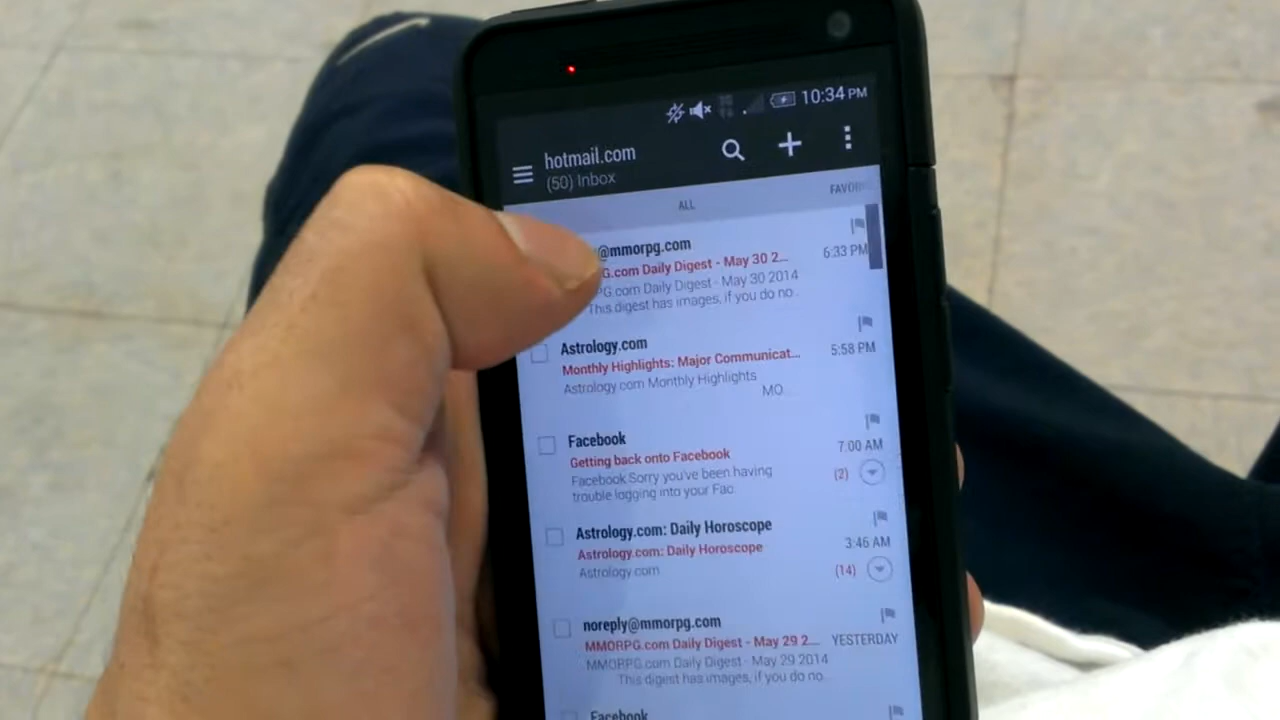 10:34 PM
hotmail.com
(50) Inbox
ALL
@mmorpg.com
6:33 PM
G.com Daily Digest - May 30 2...
PG.com Daily Digest - May 30 2014
This digest has images, if you do no..
Astrology.com
5:58 PM
Monthly Highlights: Major Communicat...
Astrology.com Monthly Highlights
MO
Facebook
7:00 AM
Getting back onto Facebook
(2)
Facebook Sorry you've been having
trouble logging into your Fac
Astrology.com: Daily Horoscope
3:46 AM
Astrology.com: Daily Horoscope
(14)
Astrology.com
noreply@mmorpg.com
MMORPG.com Daily Digest - May 29 2...
YESTERDAY
MMORPG.com Daily Digest - May 29 2014
This digest has images, if you do no..
Facebook